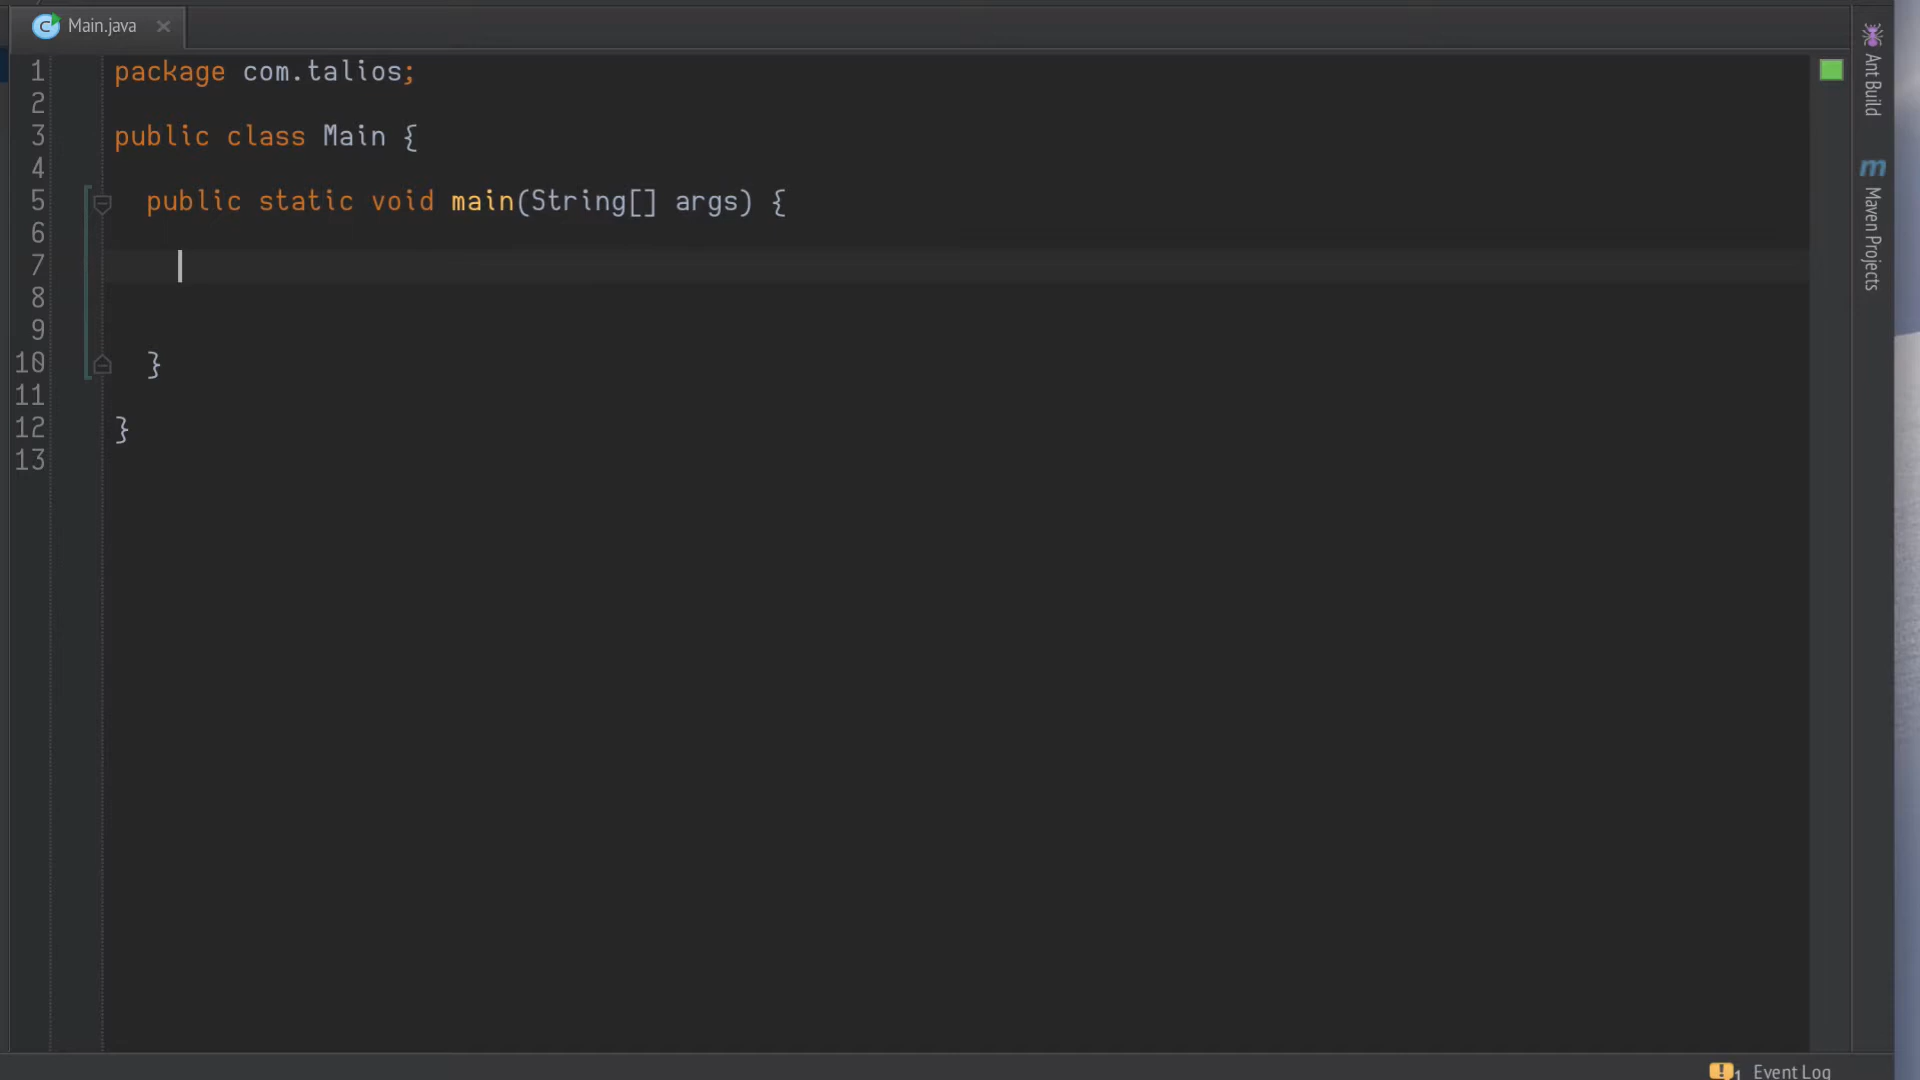 Main.java
1 package com.talios;
2
3 public class Main {
4
5 public static void main(String[] args) {
6
7
8
9
10 }
11
12 }
13
Ant Build
m
Maven Projects
1 Event Log